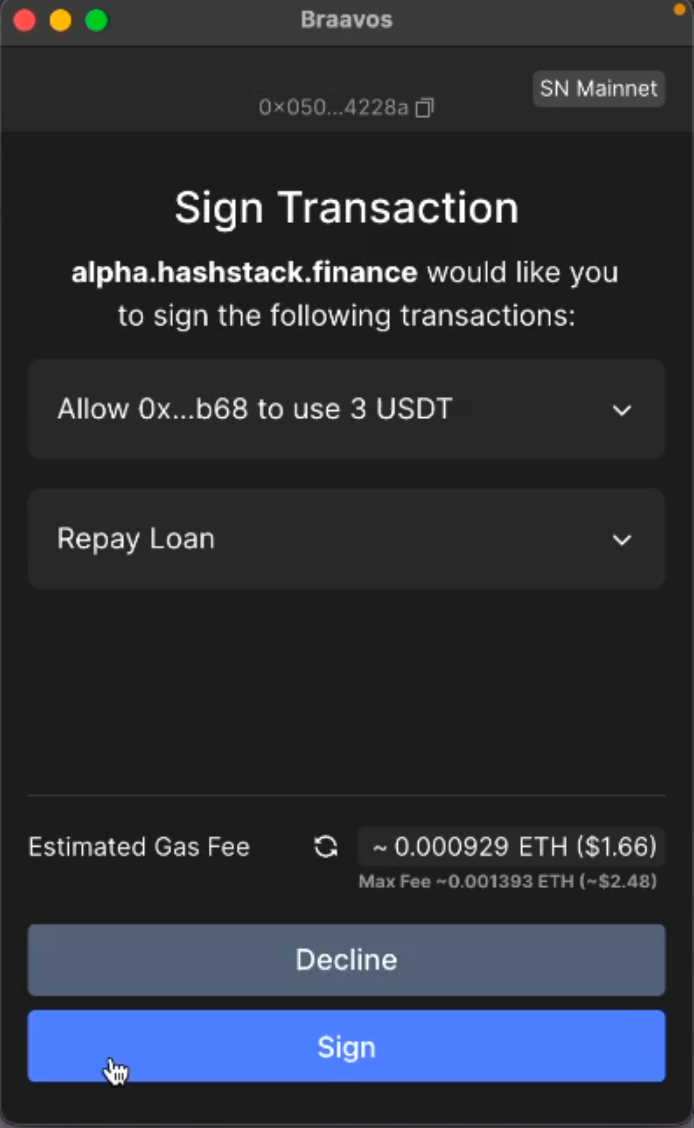 Braavos
SN Mainnet
0×050...4228a
Sign Transaction
alpha.hashstack.finance would like you
to sign the following transactions:
Allow 0x...b68 to use 3 USDT
Repay Loan
Estimated Gas Fee
~ 0.000929 ETH ($1.66)
Max Fee ~0.001393 ETH (~$2.48)
Decline
Sign